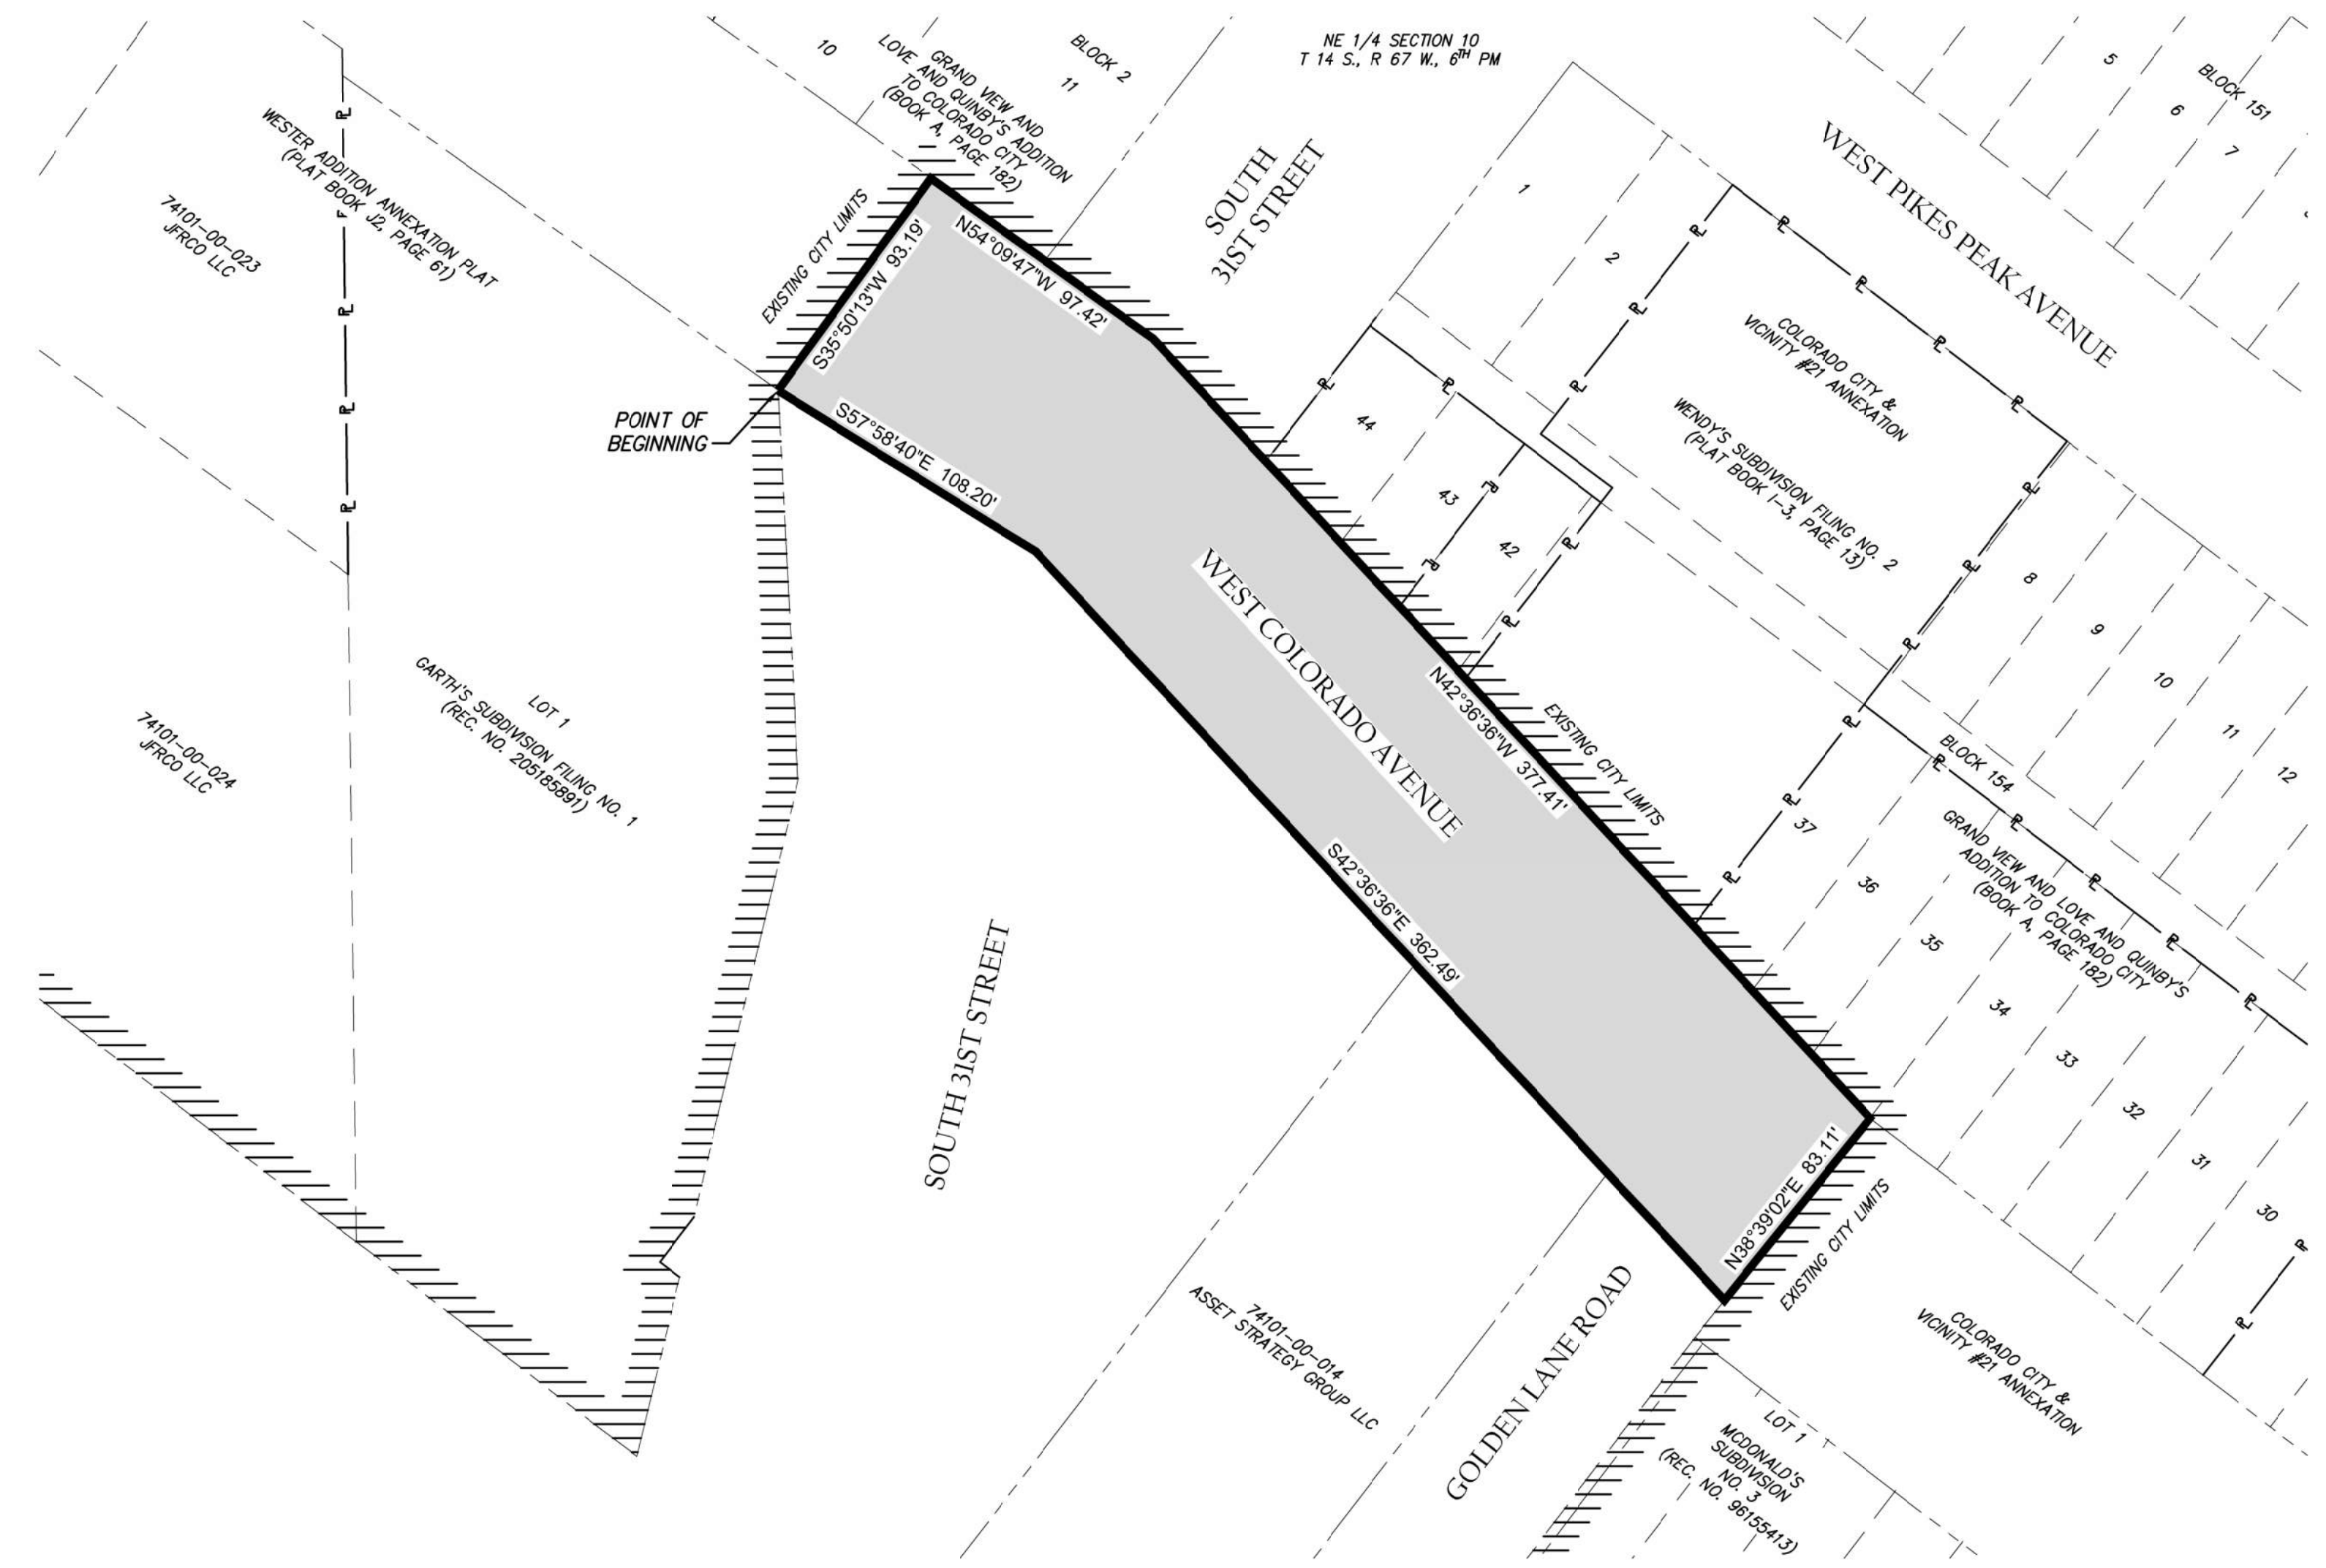 NE 1/4 SECTION 10
T 14 S., R 67 W., 6TH PM
10
LOVE AND QUINBY'S ADDITION
GRAND VIEW AND
TO COLORADO CITY
(BOOK A, PAGE 182)
BLOCK 2
11
SOUTH
31ST STREET
WEST PIKES PEAK AVENUE
5
BLOCK 151
6
7
WESTER ADDITION ANNEXATION PLAT
(PLAT BOOK J2, PAGE 61)
74101-00-023
JFRCO LLC
EXISTING CITY LIMITS
S35°50'13"W 93.19'
N54°09'47"W 97.42'
POINT OF
BEGINNING
S57°58'40"E 108.20'
1
2
44
43
42
COLORADO CITY &
VICINITY #21 ANNEXATION
WENDY'S SUBDIVISION FILING NO. 2
(PLAT BOOK I-3, PAGE 13)
8
9
10
11
12
BLOCK 154
GRAND VIEW AND LOVE AND QUINBY'S
ADDITION TO COLORADO CITY
(BOOK A, PAGE 182)
37
36
35
34
33
32
31
30
WEST COLORADO AVENUE
N42°36'36"W 377.41'
EXISTING CITY LIMITS
S42°36'36"E 362.49'
LOT 1
GARTH'S SUBDIVISION FILING NO. 1
(REC. NO. 205185891)
74101-00-024
JFRCO LLC
SOUTH 31ST STREET
N38°39'02"E 83.11'
EXISTING CITY LIMITS
GOLDEN LANE ROAD
74101-00-014
ASSET STRATEGY GROUP LLC
COLORADO CITY &
VICINITY #21 ANNEXATION
LOT 1
MCDONALD'S
SUBDIVISION
NO. 3
(REC. NO. 96155413)